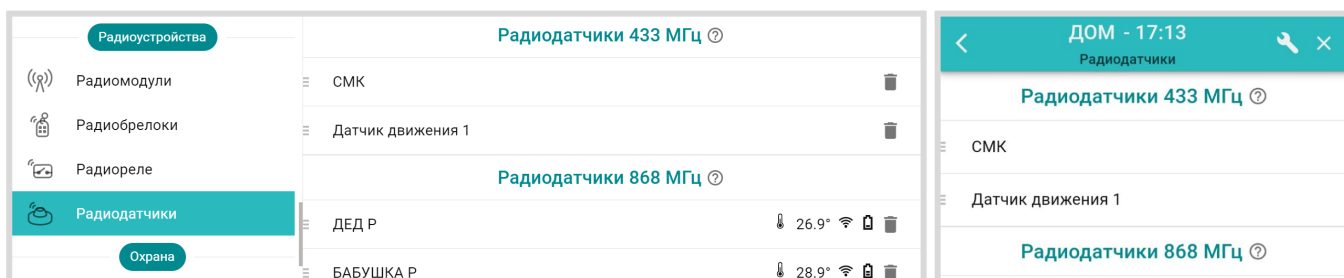 Радиоустройства
Радиомодули
Радиобрелоки
Радиореле
Радиодатчики
Охрана
Радиодатчики 433 МГц
СМК
Датчик движения 1
Радиодатчики 868 МГц
ДЕД Р 26.9°
БАБУШКА Р 28.9°
ДОМ - 17:13
Радиодатчики
Радиодатчики 433 МГц
СМК
Датчик движения 1
Радиодатчики 868 МГц